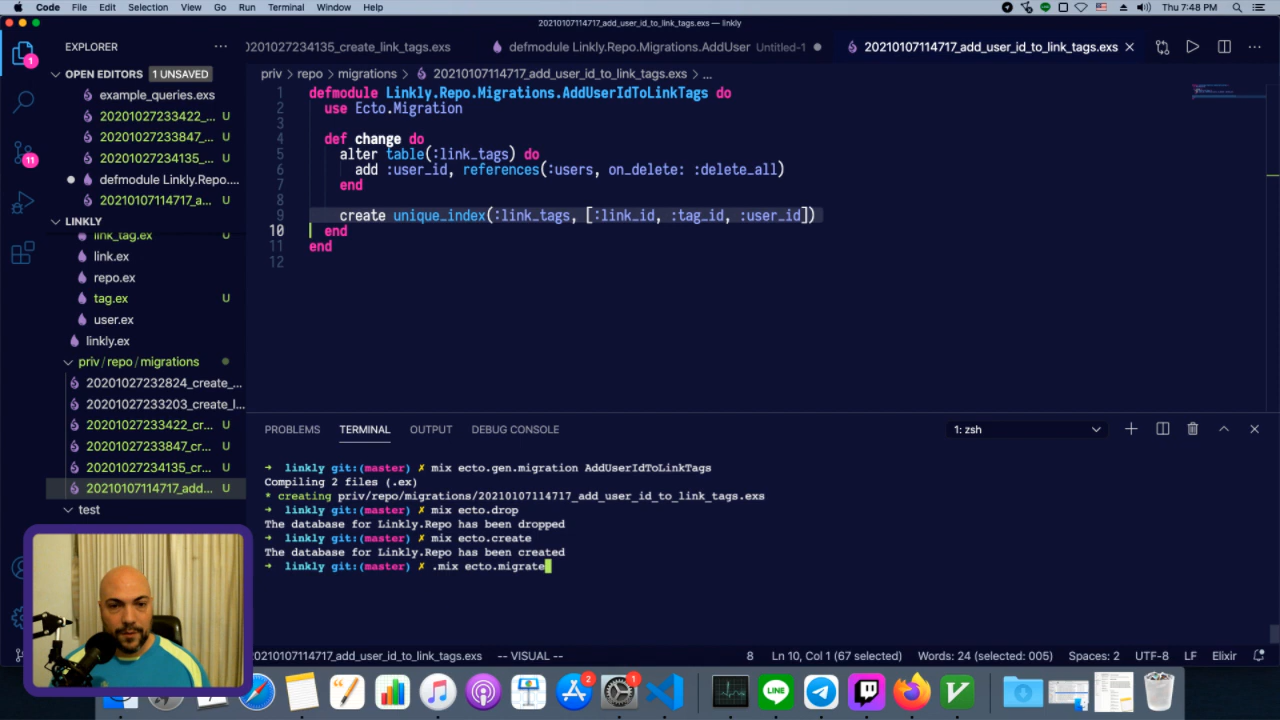 Code File Edit Selection View Go Run Terminal Window Help Thu 7:48 PM
20210107114717_add_user_id_to_link_tags.exs — linkly
EXPLORER ··· 20201027234135_create_link_tags.exs defmodule Linkly.Repo.Migrations.AddUser Untitled-1 20210107114717_add_user_id_to_link_tags.exs
OPEN EDITORS 1 UNSAVED
priv > repo > migrations > 20210107114717_add_user_id_to_link_tags.exs > ...
example_queries.exs
20201027233422_... U
20201027233847_... U
20201027234135_... U
defmodule Linkly.Repo....
20210107114717_a... U
LINKLY
link_tag.ex U
link.ex
repo.ex
tag.ex U
user.ex
linkly.ex
priv / repo / migrations
20201027232824_create_...
20201027233203_create_l...
20201027233422_cr... U
20201027233847_cr... U
20201027234135_cr... U
20210107114717_add... U
test
1
11
1 defmodule Linkly.Repo.Migrations.AddUserIdToLinkTags do
2 use Ecto.Migration
3
4 def change do
5 alter table(:link_tags) do
6 add :user_id, references(:users, on_delete: :delete_all)
7 end
8
9 create unique_index(:link_tags, [:link_id, :tag_id, :user_id])
10 end
11 end
12
PROBLEMS TERMINAL OUTPUT DEBUG CONSOLE 1: zsh
➜ linkly git:(master) ✗ mix ecto.gen.migration AddUserIdToLinkTags
Compiling 2 files (.ex)
* creating priv/repo/migrations/20210107114717_add_user_id_to_link_tags.exs
➜ linkly git:(master) ✗ mix ecto.drop
The database for Linkly.Repo has been dropped
➜ linkly git:(master) ✗ mix ecto.create
The database for Linkly.Repo has been created
➜ linkly git:(master) ✗ .mix ecto.migrate
20210107114717_add_user_id_to_link_tags.exs -- VISUAL -- 8 Ln 10, Col 1 (67 selected) Words: 24 (selected: 005) Spaces: 2 UTF-8 LF Elixir
2
1
LINE